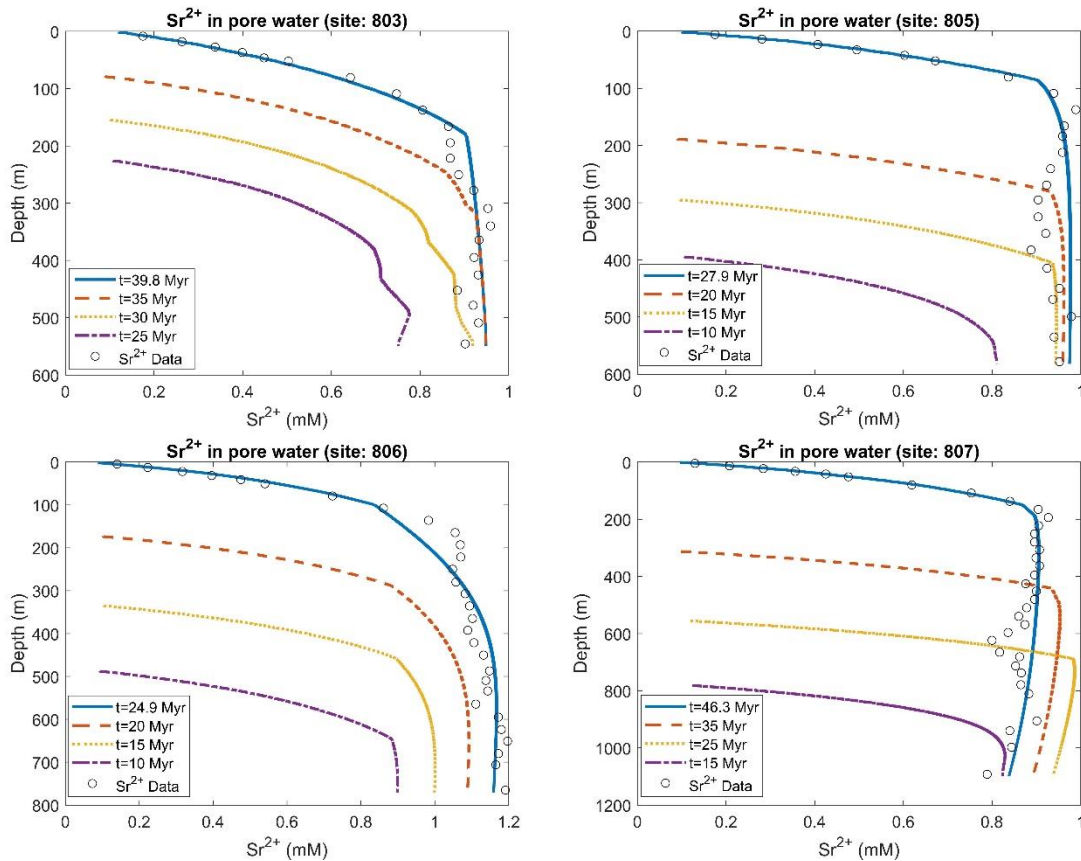 Sr2+ in pore water (site: 803)
0
100
200
300
400
500
600
Depth (m)
t=39.8 Myr
t=35 Myr
t=30 Myr
t=25 Myr
Sr2+ Data
0 0.2 0.4 0.6 0.8 1
Sr2+ (mM)
Sr2+ in pore water (site: 805)
0
100
200
300
400
500
600
Depth (m)
t=27.9 Myr
t=20 Myr
t=15 Myr
t=10 Myr
Sr2+ Data
0 0.2 0.4 0.6 0.8 1
Sr2+ (mM)
Sr2+ in pore water (site: 806)
0
100
200
300
400
500
600
700
800
Depth (m)
t=24.9 Myr
t=20 Myr
t=15 Myr
t=10 Myr
Sr2+ Data
0 0.2 0.4 0.6 0.8 1 1.2
Sr2+ (mM)
Sr2+ in pore water (site: 807)
0
200
400
600
800
1000
1200
Depth (m)
t=46.3 Myr
t=35 Myr
t=25 Myr
t=15 Myr
Sr2+ Data
0 0.2 0.4 0.6 0.8 1
Sr2+ (mM)